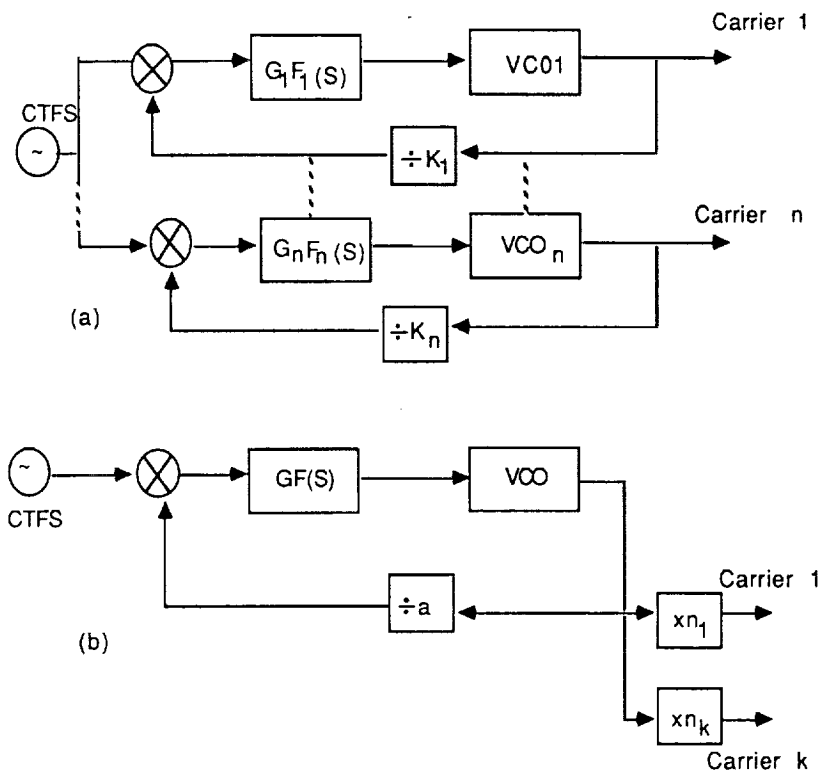 Carrier 1
G1F1(S)
VC01
CTFS
~
÷K1
Carrier n
GnFn(S)
VCOn
(a)
÷Kn
~
GF(S)
VCO
CTFS
Carrier 1
÷a
xn1
(b)
xnk
Carrier k